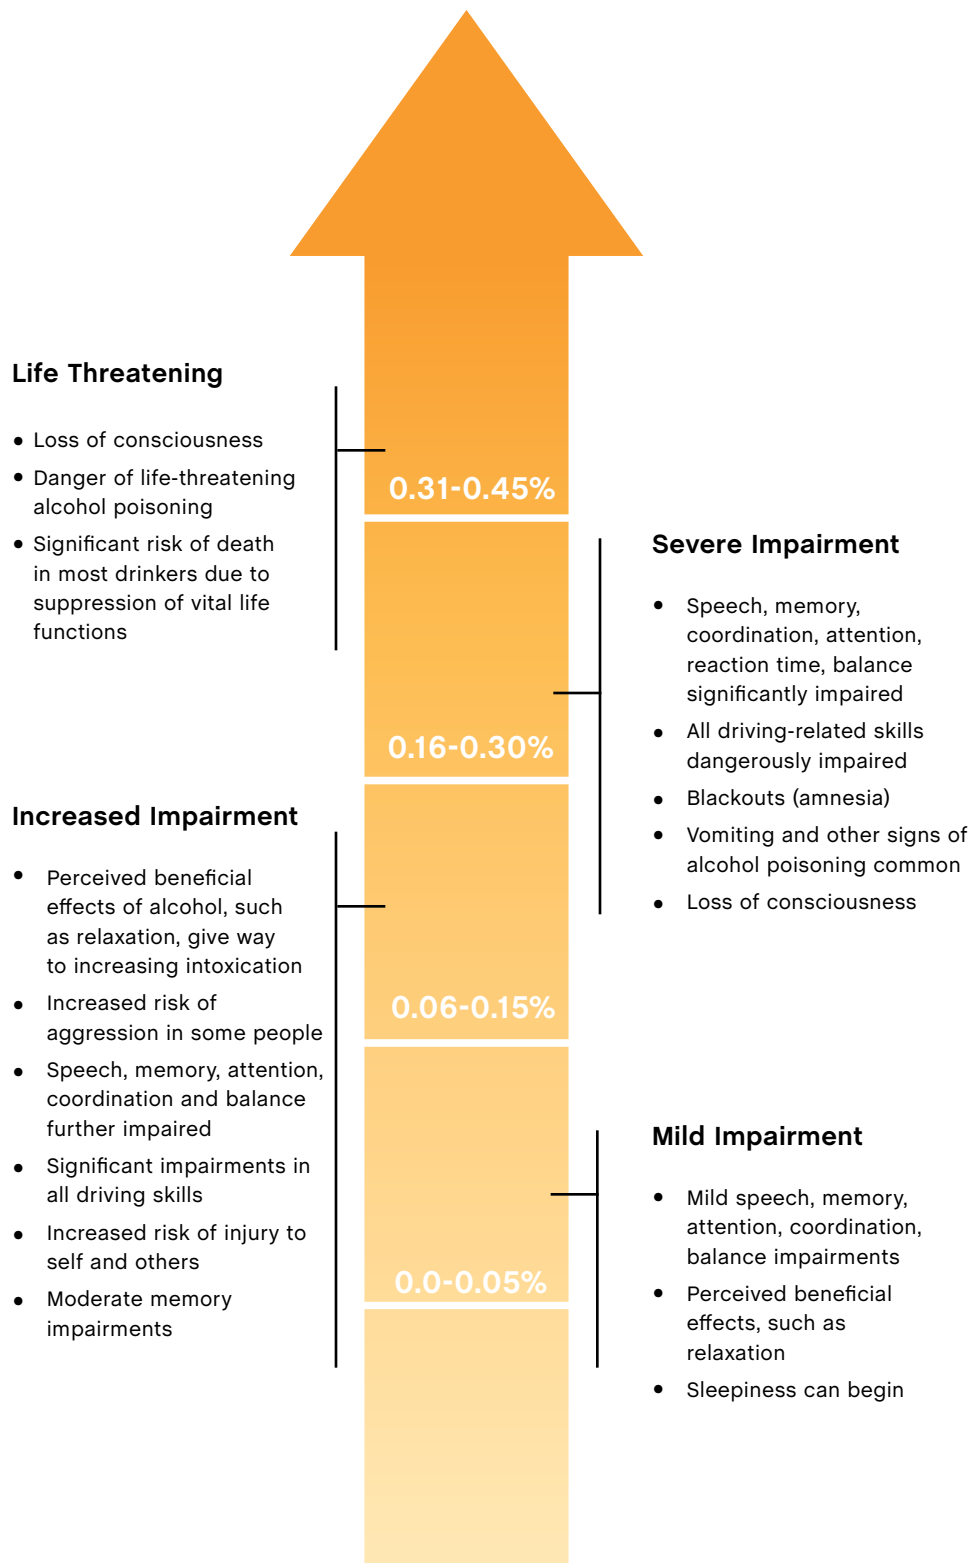 Life Threatening
• Loss of consciousness
• Danger of life-threatening
alcohol poisoning
• Significant risk of death
in most drinkers due to
suppression of vital life
functions
0.31-0.45%
Severe Impairment
• Speech, memory,
coordination, attention,
reaction time, balance
significantly impaired
• All driving-related skills
dangerously impaired
• Blackouts (amnesia)
• Vomiting and other signs of
alcohol poisoning common
• Loss of consciousness
0.16-0.30%
Increased Impairment
• Perceived beneficial
effects of alcohol, such
as relaxation, give way
to increasing intoxication
• Increased risk of
aggression in some people
• Speech, memory, attention,
coordination and balance
further impaired
• Significant impairments in
all driving skills
• Increased risk of injury to
self and others
• Moderate memory
impairments
0.06-0.15%
Mild Impairment
• Mild speech, memory,
attention, coordination,
balance impairments
• Perceived beneficial
effects, such as
relaxation
• Sleepiness can begin
0.0-0.05%